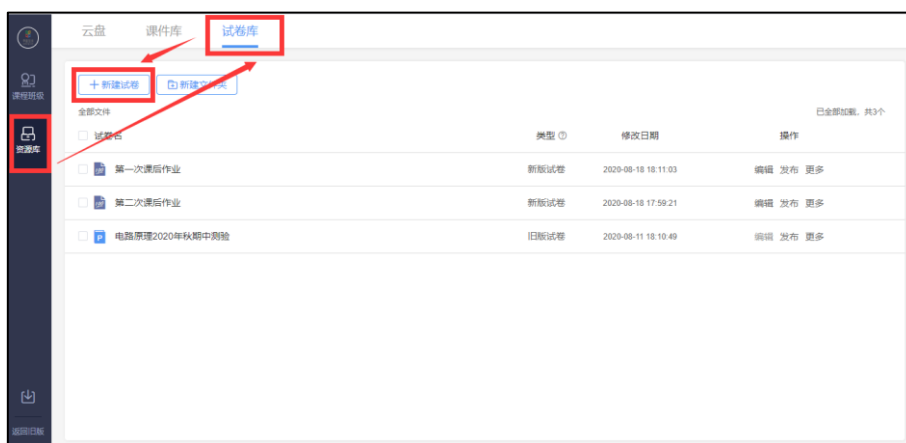 云盘 课件库 试卷库
课程班级
资源库
返回旧版
+ 新建试卷 新建文件夹
全部文件 已全部加载，共3个
试卷名 类型 修改日期 操作
第一次课后作业 新版试卷 2020-08-18 18:11:03 编辑 发布 更多
第二次课后作业 新版试卷 2020-08-18 17:59:21 编辑 发布 更多
电路原理2020年秋期中测验 旧版试卷 2020-08-11 18:10:49 编辑 发布 更多